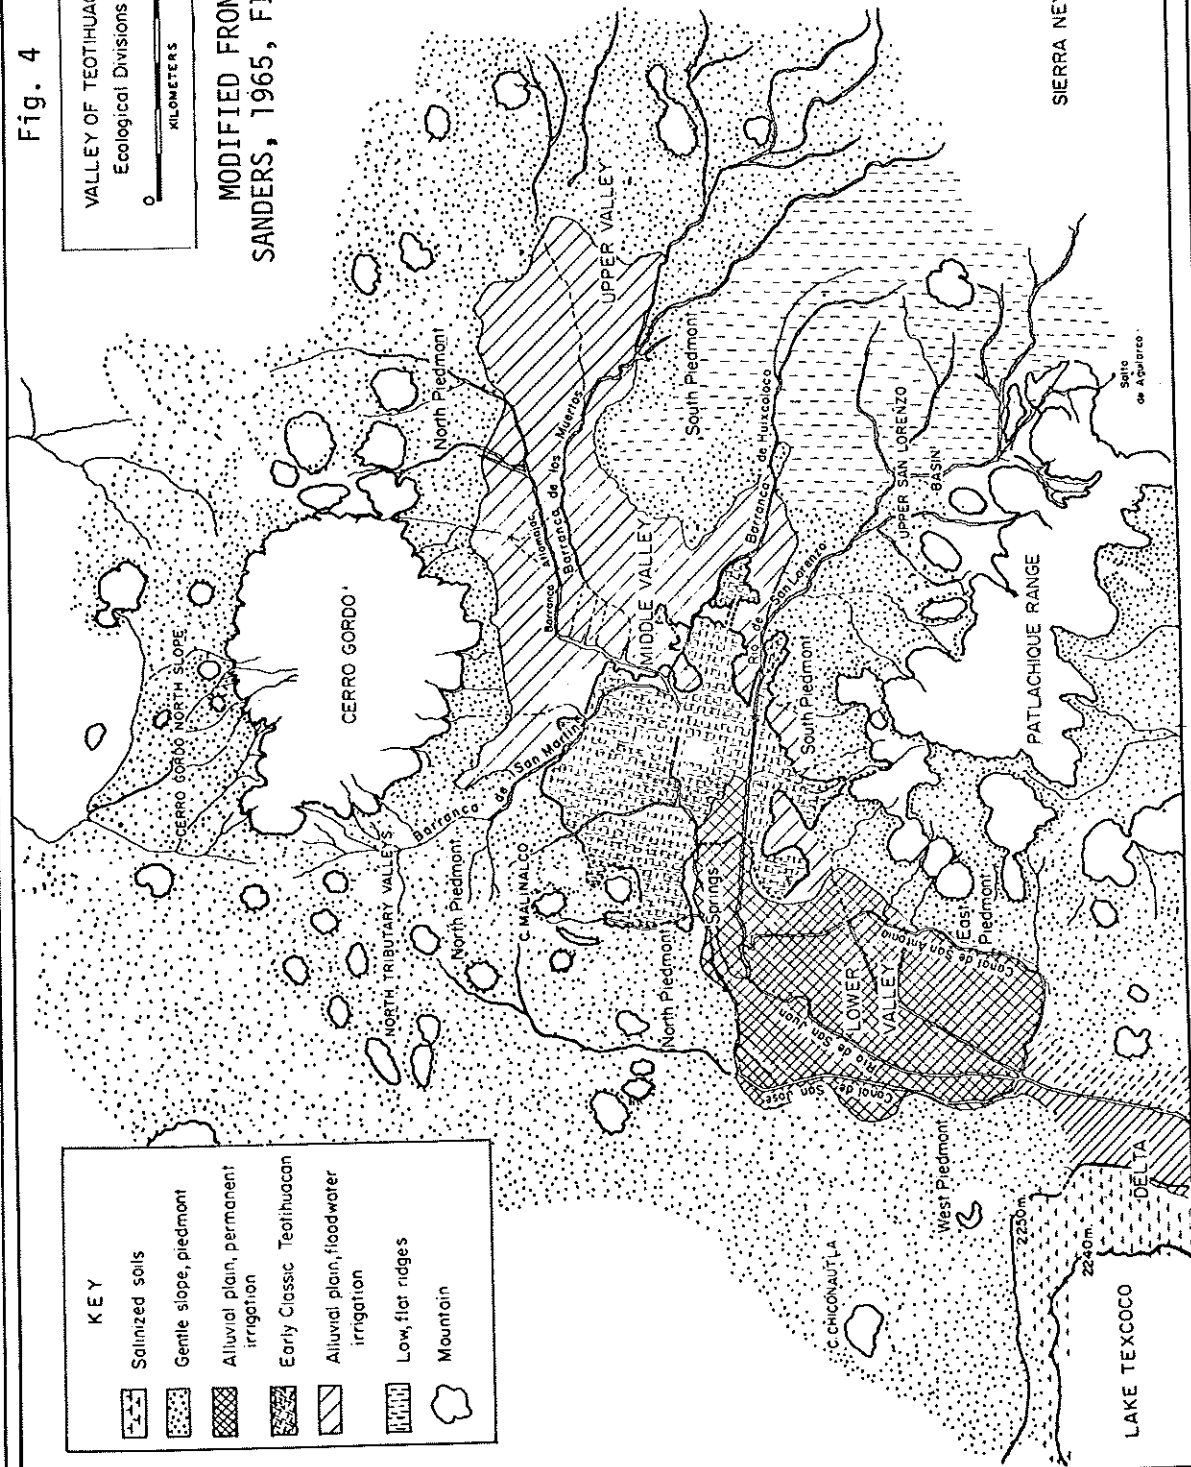 Fig. 4
VALLEY OF TEOTIHUAC
Ecological Divisions
0
KILOMETERS
MODIFIED FROM
SANDERS, 1965, FI
KEY
Salinized soils
Gentle slope, piedmont
Alluvial plain, permanent
irrigation
Early Classic Teotihuacan
Alluvial plain, floodwater
irrigation
Low, flat ridges
Mountain
CERRO GORDO NORTH SLOPE
CERRO GORDO
NORTH TRIBUTARY VALLEYS
North Piedmont
North Piedmont
North Piedmont
Barranca de San Martin
C. MALINALCO
Barranca
Barranca de los Muertos
UPPER VALLEY
MIDDLE VALLEY
South Piedmont
Barranca de Huixcoloco
Rio de San Lorenzo
UPPER SAN LORENZO
BASIN
South Piedmont
Springs
LOWER
VALLEY
Rio de San Juan
Canal de San Jose
Canal de San Antonio
East
Piedmont
West Piedmont
PATLACHIQUE RANGE
Salto
de Aguilarco
SIERRA NE
C. CHICONAUTLA
2250m.
2240m.
DELTA
LAKE TEXCOCO